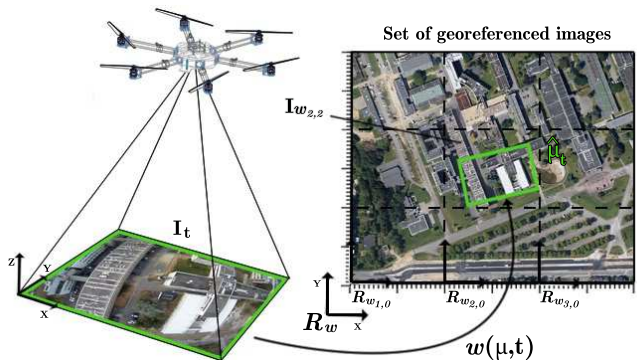 Set of georeferenced images
I_{w_{2,2}}
μ̂_t
I_t
Z
Y
X
R_{w_{1,0}} R_{w_{2,0}} R_{w_{3,0}}
Y
R_w X
w(μ,t)